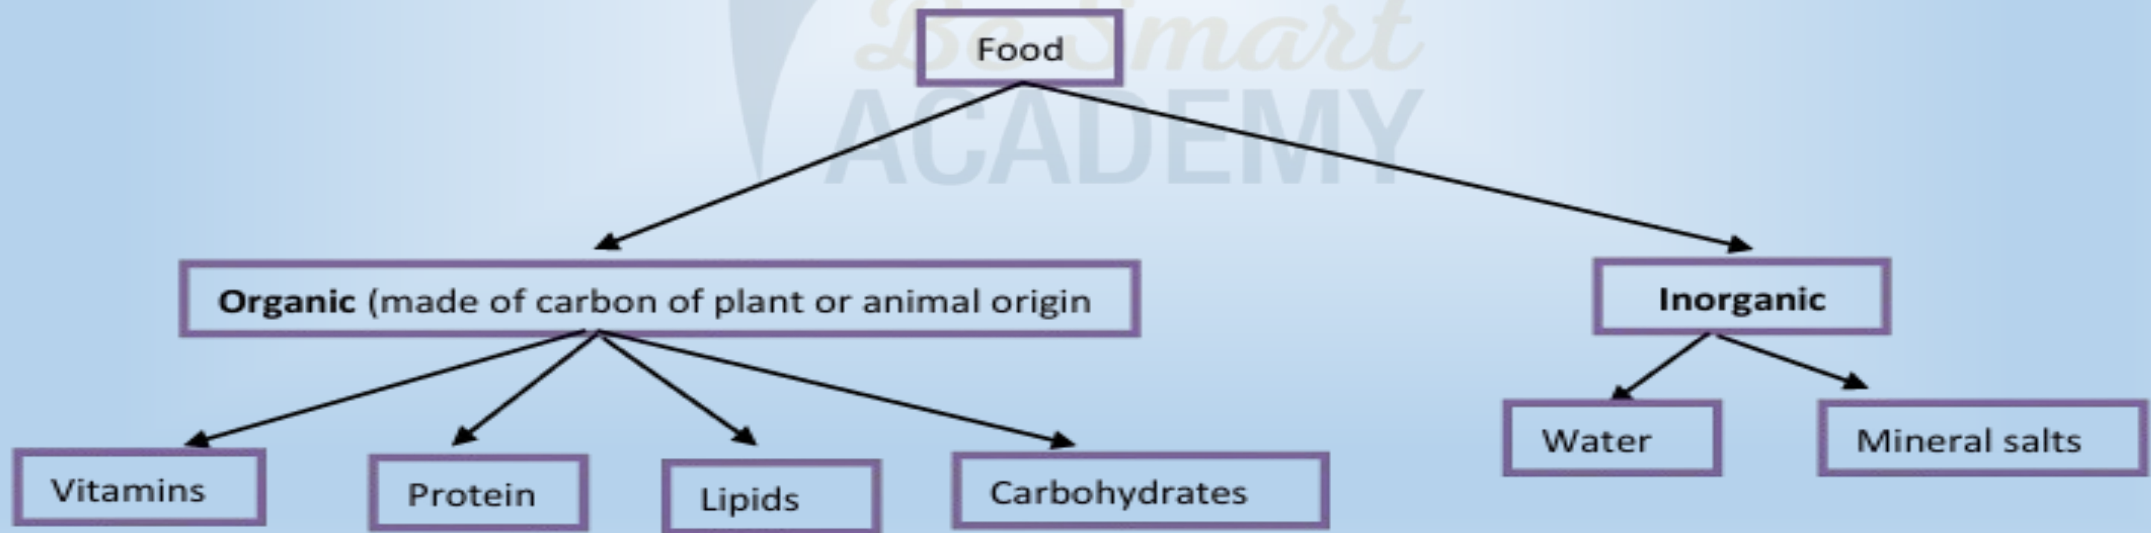 Be Smart
ACADEMY
Food
Organic (made of carbon of plant or animal origin
Inorganic
Water
Mineral salts
Vitamins
Protein
Lipids
Carbohydrates